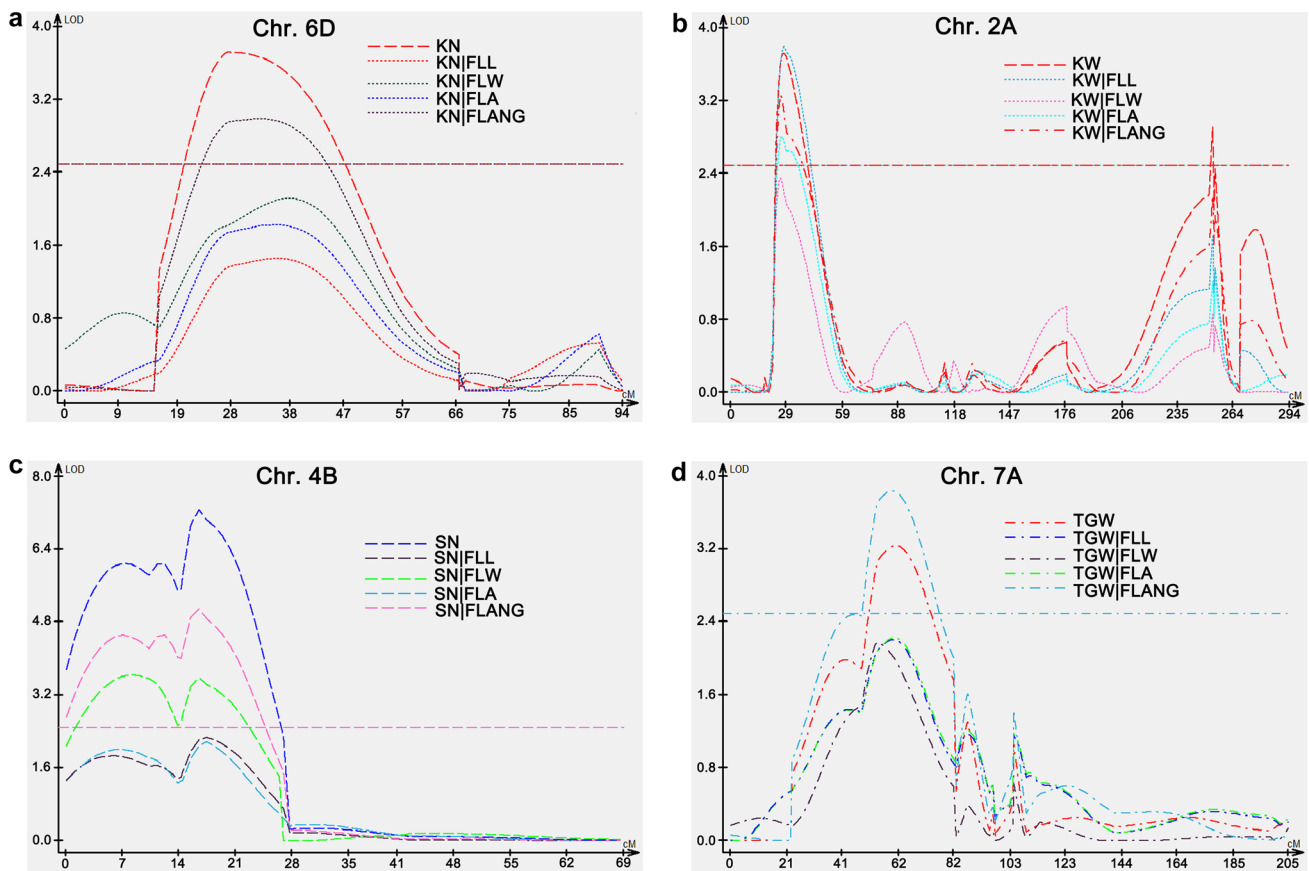 a
Chr. 6D
LOD
4.0
3.2
2.4
1.6
0.8
0.0
KN
KN|FLL
KN|FLW
KN|FLA
KN|FLANG
0 9 19 28 38 47 57 66 75 85 94
cM
b
Chr. 2A
LOD
4.0
3.2
2.4
1.6
0.8
0.0
KW
KW|FLL
KW|FLW
KW|FLA
KW|FLANG
0 29 59 88 118 147 176 206 235 264 294
cM
c
Chr. 4B
LOD
8.0
6.4
4.8
3.2
1.6
0.0
SN
SN|FLL
SN|FLW
SN|FLA
SN|FLANG
0 7 14 21 28 35 41 48 55 62 69
cM
d
Chr. 7A
LOD
4.0
3.2
2.4
1.6
0.8
0.0
TGW
TGW|FLL
TGW|FLW
TGW|FLA
TGW|FLANG
0 21 41 62 82 103 123 144 164 185 205
cM